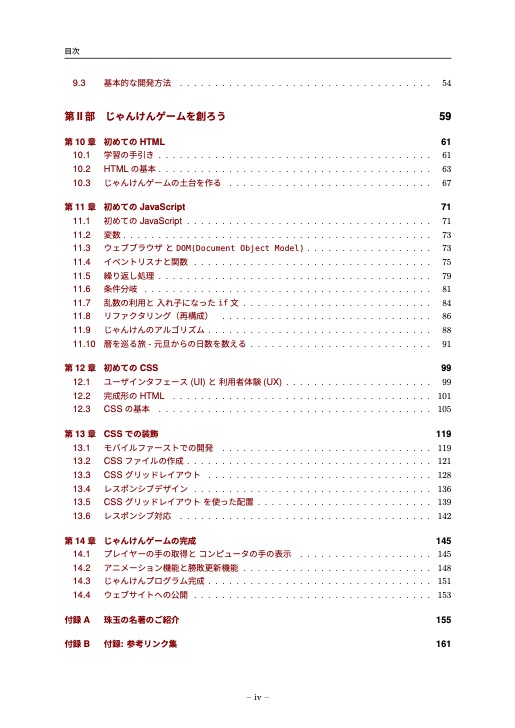 目次
9.3 基本的な開発方法 . . . . . . . . . . . . . . . . . . . . . . . . . . . . 54
第 II 部 じゃんけんゲームを創ろう 59
第 10 章 初めての HTML 61
10.1 学習の手引き . . . . . . . . . . . . . . . . . . . . . . . . . . . . . . 61
10.2 HTML の基本 . . . . . . . . . . . . . . . . . . . . . . . . . . . . . . 63
10.3 じゃんけんゲームの土台を作る . . . . . . . . . . . . . . . . . . . . . . . 67
第 11 章 初めての JavaScript 71
11.1 初めての JavaScript . . . . . . . . . . . . . . . . . . . . . . . . . . . 71
11.2 変数 . . . . . . . . . . . . . . . . . . . . . . . . . . . . . . . . . . 73
11.3 ウェブブラウザ と DOM(Document Object Model) . . . . . . . . . . . . . . 73
11.4 イベントリスナと関数 . . . . . . . . . . . . . . . . . . . . . . . . . . . 75
11.5 繰り返し処理 . . . . . . . . . . . . . . . . . . . . . . . . . . . . . . 79
11.6 条件分岐 . . . . . . . . . . . . . . . . . . . . . . . . . . . . . . . . 81
11.7 乱数の利用と 入れ子になった if 文 . . . . . . . . . . . . . . . . . . . . . 84
11.8 リファクタリング（再構成） . . . . . . . . . . . . . . . . . . . . . . . . 86
11.9 じゃんけんのアルゴリズム . . . . . . . . . . . . . . . . . . . . . . . . . 88
11.10 暦を巡る旅 - 元旦からの日数を数える . . . . . . . . . . . . . . . . . . . . 91
第 12 章 初めての CSS 99
12.1 ユーザインタフェース (UI) と 利用者体験 (UX) . . . . . . . . . . . . . . . . 99
12.2 完成形の HTML . . . . . . . . . . . . . . . . . . . . . . . . . . . . . 101
12.3 CSS の基本 . . . . . . . . . . . . . . . . . . . . . . . . . . . . . . . 105
第 13 章 CSS での装飾 119
13.1 モバイルファーストでの開発 . . . . . . . . . . . . . . . . . . . . . . . . 119
13.2 CSS ファイルの作成 . . . . . . . . . . . . . . . . . . . . . . . . . . . 121
13.3 CSS グリッドレイアウト . . . . . . . . . . . . . . . . . . . . . . . . . . 128
13.4 レスポンシブデザイン . . . . . . . . . . . . . . . . . . . . . . . . . . . 136
13.5 CSS グリッドレイアウト を使った配置 . . . . . . . . . . . . . . . . . . . . 139
13.6 レスポンシブ対応 . . . . . . . . . . . . . . . . . . . . . . . . . . . . . 142
第 14 章 じゃんけんゲームの完成 145
14.1 プレイヤーの手の取得と コンピュータの手の表示 . . . . . . . . . . . . . . . 145
14.2 アニメーション機能と勝敗更新機能 . . . . . . . . . . . . . . . . . . . . . 148
14.3 じゃんけんプログラム完成 . . . . . . . . . . . . . . . . . . . . . . . . . 151
14.4 ウェブサイトへの公開 . . . . . . . . . . . . . . . . . . . . . . . . . . . 153
付録 A 珠玉の名著のご紹介 155
付録 B 付録: 参考リンク集 161
– iv –